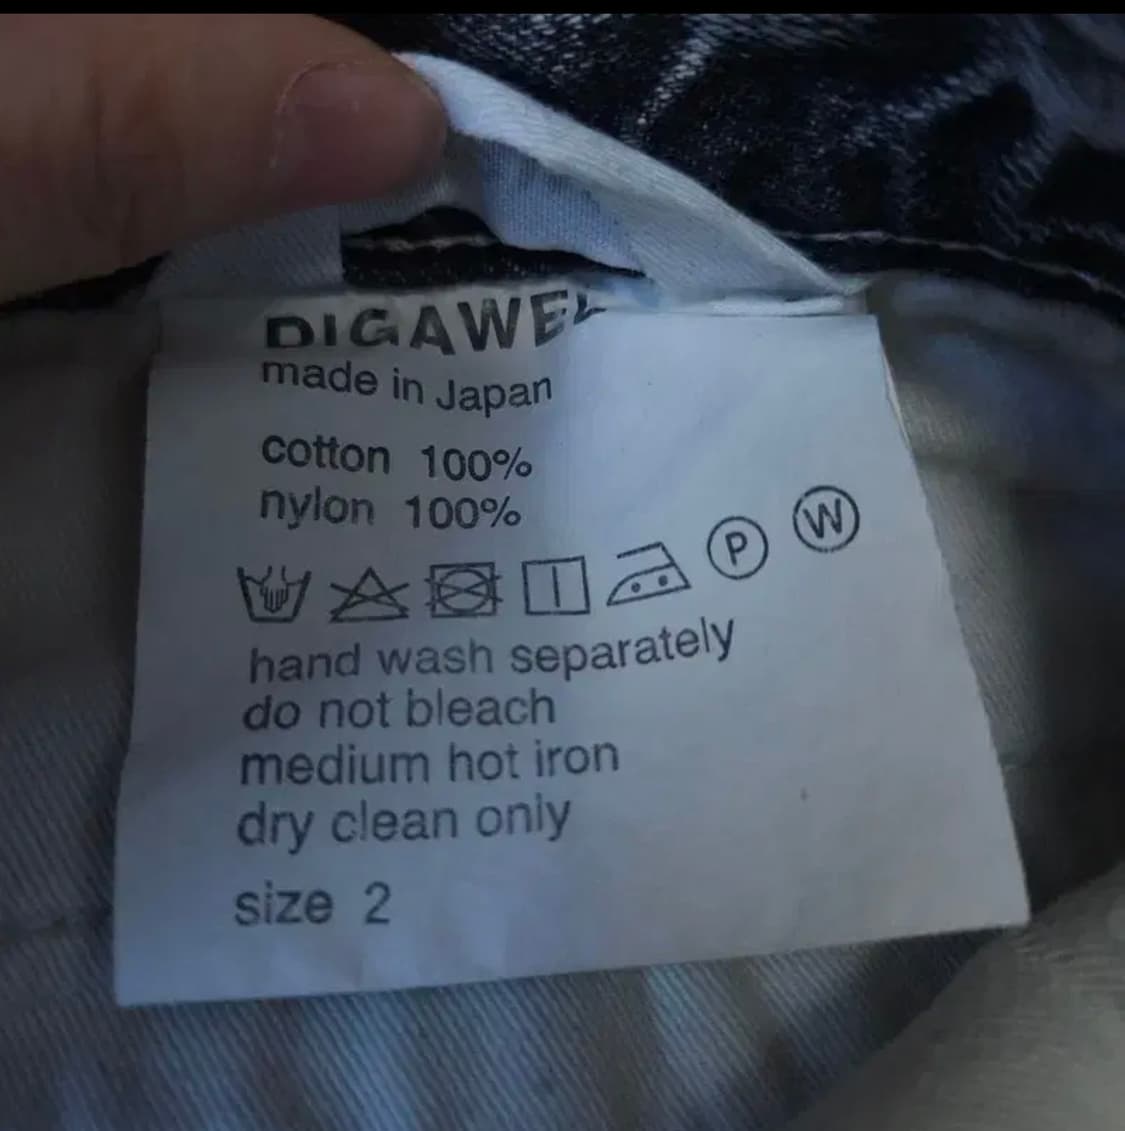 DIGAWEL
made in Japan
cotton 100%
nylon 100%
P W
hand wash separately
do not bleach
medium hot iron
dry clean only
size 2